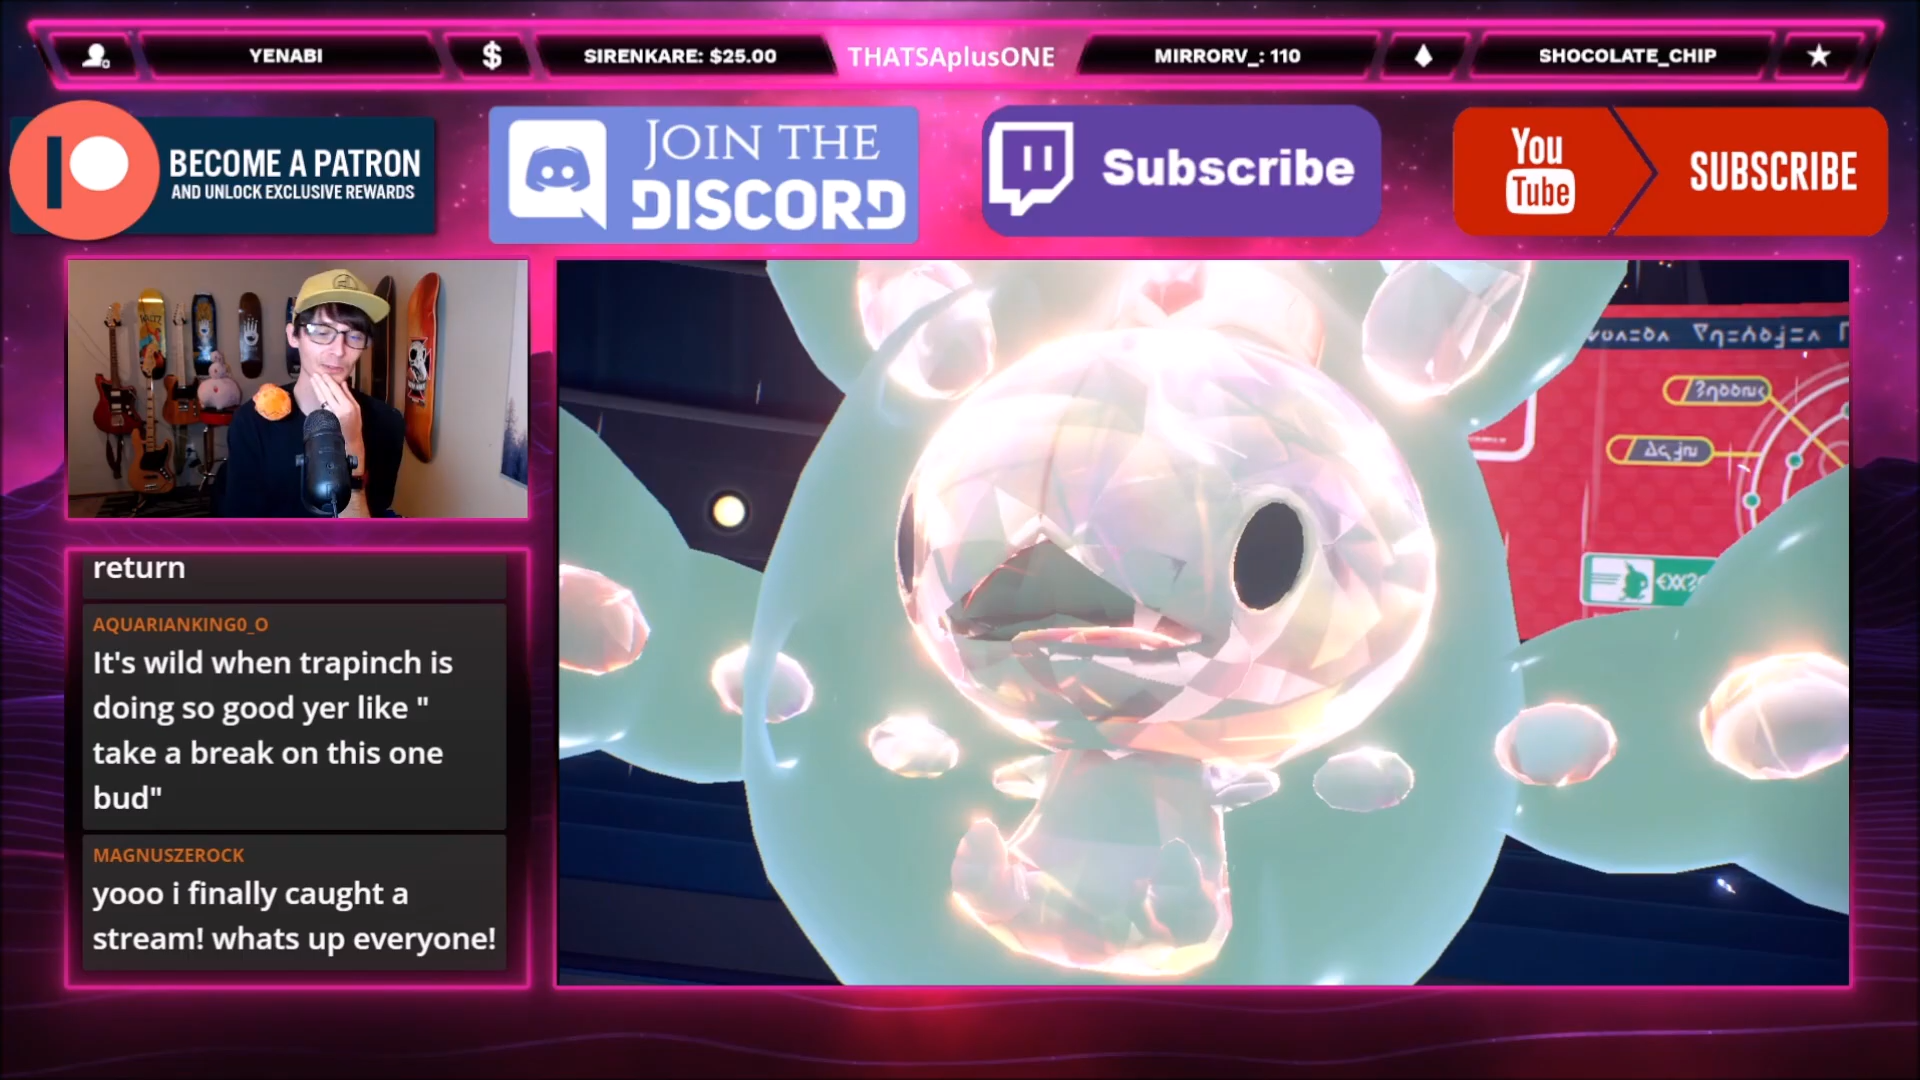 YENABI
$
SIRENKARE: $25.00
THATSAplusONE
MIRRORV_: 110
SHOCOLATE_CHIP
BECOME A PATRON
AND UNLOCK EXCLUSIVE REWARDS
JOIN THE
DISCORD
Subscribe
You
Tube
SUBSCRIBE
return
AQUARIANKING0_O
It's wild when trapinch is
doing so good yer like "
take a break on this one
bud"
MAGNUSZEROCK
yooo i finally caught a
stream! whats up everyone!